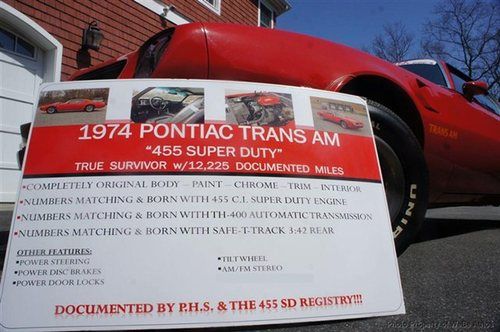 1974 PONTIAC TRANS AM
"455 SUPER DUTY"
TRUE SURVIVOR w/12,225 DOCUMENTED MILES
▪COMPLETELY ORIGINAL BODY – PAINT – CHROME – TRIM – INTERIOR
▪NUMBERS MATCHING & BORN WITH 455 C.I. SUPER DUTY ENGINE
▪NUMBERS MATCHING & BORN WITH TH-400 AUTOMATIC TRANSMISSION
▪NUMBERS MATCHING & BORN WITH SAFE-T-TRACK 3:42 REAR
OTHER FEATURES:
▪POWER STEERING
▪POWER DISC BRAKES
▪POWER DOOR LOCKS
▪TILT WHEEL
▪AM/FM STEREO
DOCUMENTED BY P.H.S. & THE 455 SD REGISTRY!!!
TRANS AM
UNIR